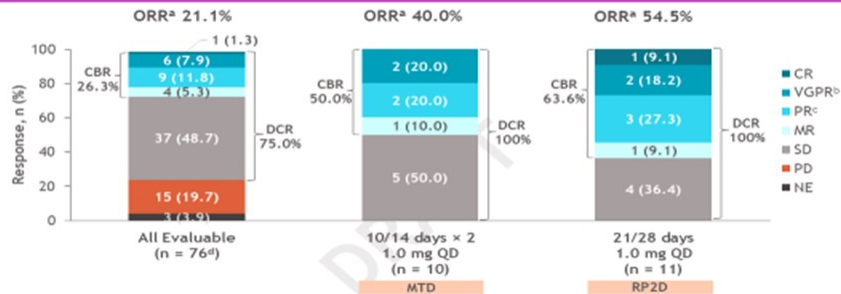 ORRᵃ 21.1%
ORRᵃ 40.0%
ORRᵃ 54.5%
Response, n (%)
100
80
60
40
20
0
1 (1.3)
6 (7.9)
9 (11.8)
4 (5.3)
37 (48.7)
15 (19.7)
3 (3.9)
CBR
26.3%
DCR
75.0%
All Evaluable
(n = 76ᵈ)
2 (20.0)
2 (20.0)
1 (10.0)
5 (50.0)
CBR
50.0%
DCR
100%
10/14 days × 2
1.0 mg QD
(n = 10)
MTD
1 (9.1)
2 (18.2)
3 (27.3)
1 (9.1)
4 (36.4)
CBR
63.6%
DCR
100%
21/28 days
1.0 mg QD
(n = 11)
RP2D
CR
VGPRᵇ
PRᶜ
MR
SD
PD
NE
DRAFT